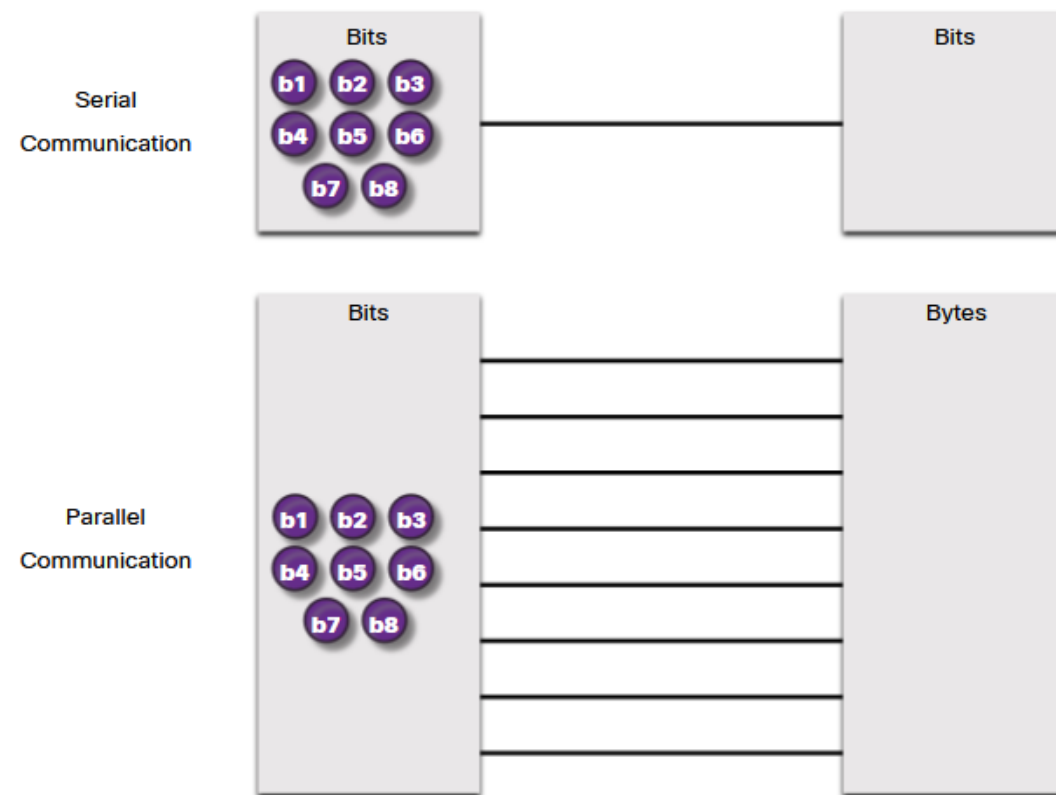 Bits
Bits
Serial
Communication
b1 b2 b3
b4 b5 b6
b7 b8
Bits
Bytes
Parallel
Communication
b1 b2 b3
b4 b5 b6
b7 b8